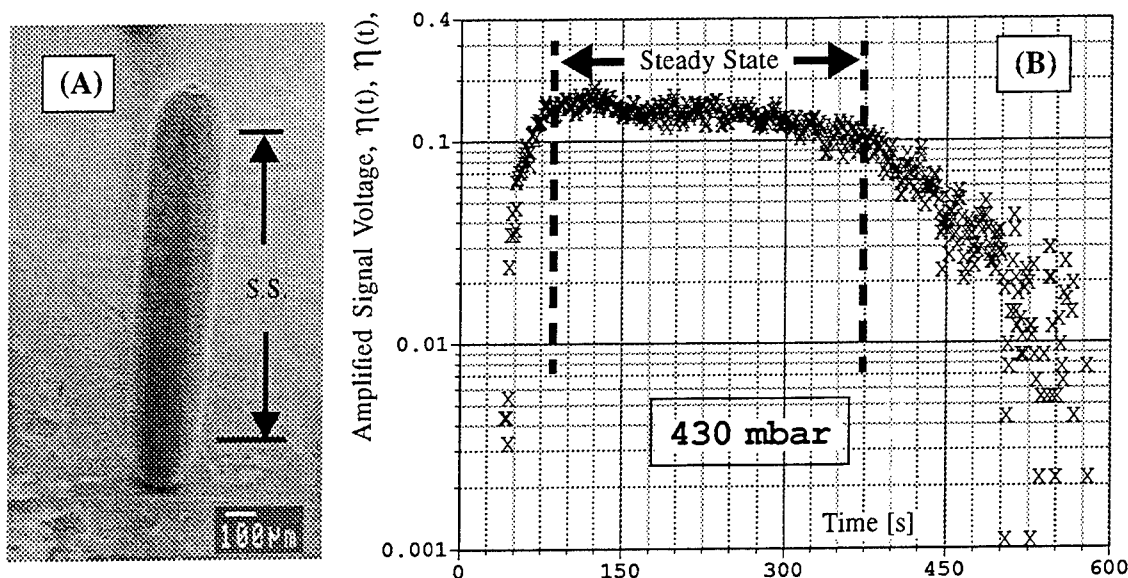 (A)
S.S.
100µm
Amplified Signal Voltage, η(t), η(t),
0.4
0.1
0.01
0.001
Steady State
(B)
430 mbar
Time [s]
0
150
300
450
600